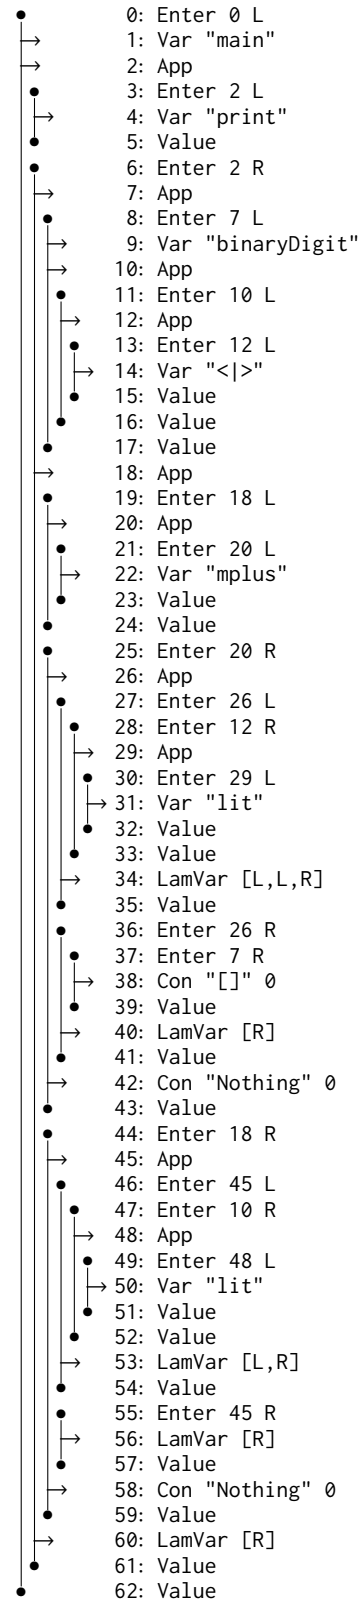 0: Enter 0 L
1: Var "main"
2: App
3: Enter 2 L
4: Var "print"
5: Value
6: Enter 2 R
7: App
8: Enter 7 L
9: Var "binaryDigit"
10: App
11: Enter 10 L
12: App
13: Enter 12 L
14: Var "<|>"
15: Value
16: Value
17: Value
18: App
19: Enter 18 L
20: App
21: Enter 20 L
22: Var "mplus"
23: Value
24: Value
25: Enter 20 R
26: App
27: Enter 26 L
28: Enter 12 R
29: App
30: Enter 29 L
31: Var "lit"
32: Value
33: Value
34: LamVar [L,L,R]
35: Value
36: Enter 26 R
37: Enter 7 R
38: Con "[]" 0
39: Value
40: LamVar [R]
41: Value
42: Con "Nothing" 0
43: Value
44: Enter 18 R
45: App
46: Enter 45 L
47: Enter 10 R
48: App
49: Enter 48 L
50: Var "lit"
51: Value
52: Value
53: LamVar [L,R]
54: Value
55: Enter 45 R
56: LamVar [R]
57: Value
58: Con "Nothing" 0
59: Value
60: LamVar [R]
61: Value
62: Value